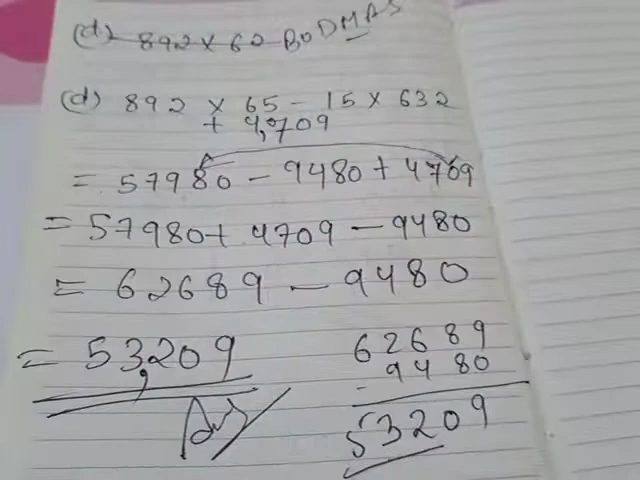 (d) 892 x 62 BODMAS
(d) 892 x 65 - 15 x 632
+ 4,709
= 57980 - 9480 + 4709
= 57980 + 4709 - 9480
= 62689 - 9480
= 53,209
Ans
62689
- 9480
53209